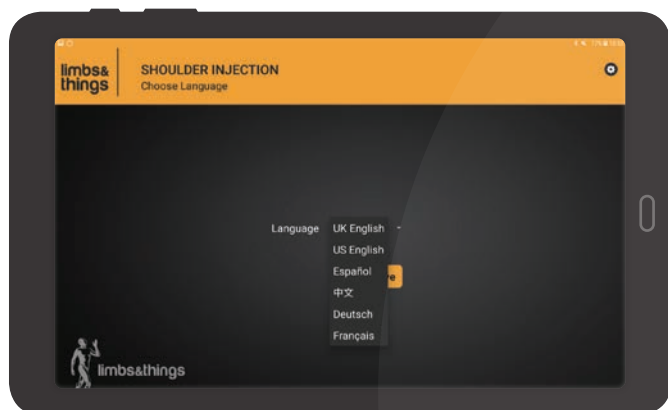 limbs&
things
SHOULDER INJECTION
Choose Language
Language
UK English
US English
Español
中文
Deutsch
Français
limbs&things